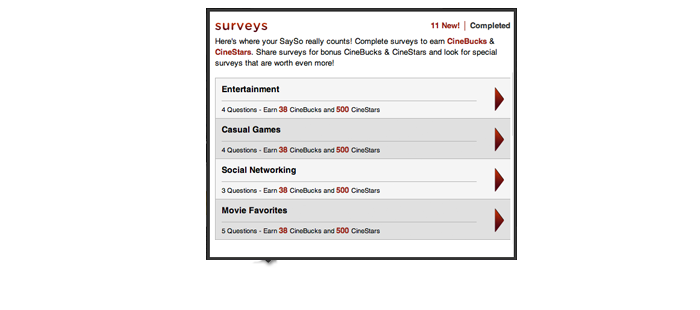 surveys
11 New! | Completed
Here's where your SaySo really counts! Complete surveys to earn CineBucks &
CineStars. Share surveys for bonus CineBucks & CineStars and look for special
surveys that are worth even more!
Entertainment
4 Questions - Earn 38 CineBucks and 500 CineStars
Casual Games
4 Questions - Earn 38 CineBucks and 500 CineStars
Social Networking
3 Questions - Earn 38 CineBucks and 500 CineStars
Movie Favorites
5 Questions - Earn 38 CineBucks and 500 CineStars